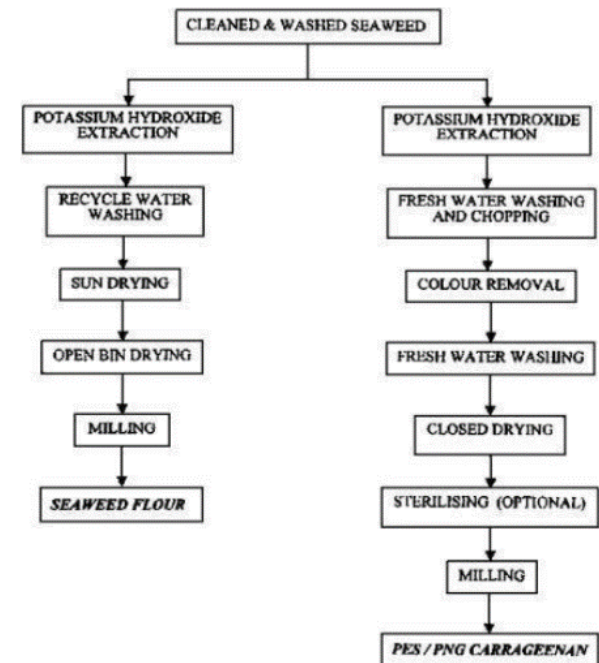 CLEANED & WASHED SEAWEED
POTASSIUM HYDROXIDE
EXTRACTION
RECYCLE WATER
WASHING
SUN DRYING
OPEN BIN DRYING
MILLING
SEAWEED FLOUR
POTASSIUM HYDROXIDE
EXTRACTION
FRESH WATER WASHING
AND CHOPPING
COLOUR REMOVAL
FRESH WATER WASHING
CLOSED DRYING
STERILISING (OPTIONAL)
MILLING
PES / PNG CARRAGEENAN